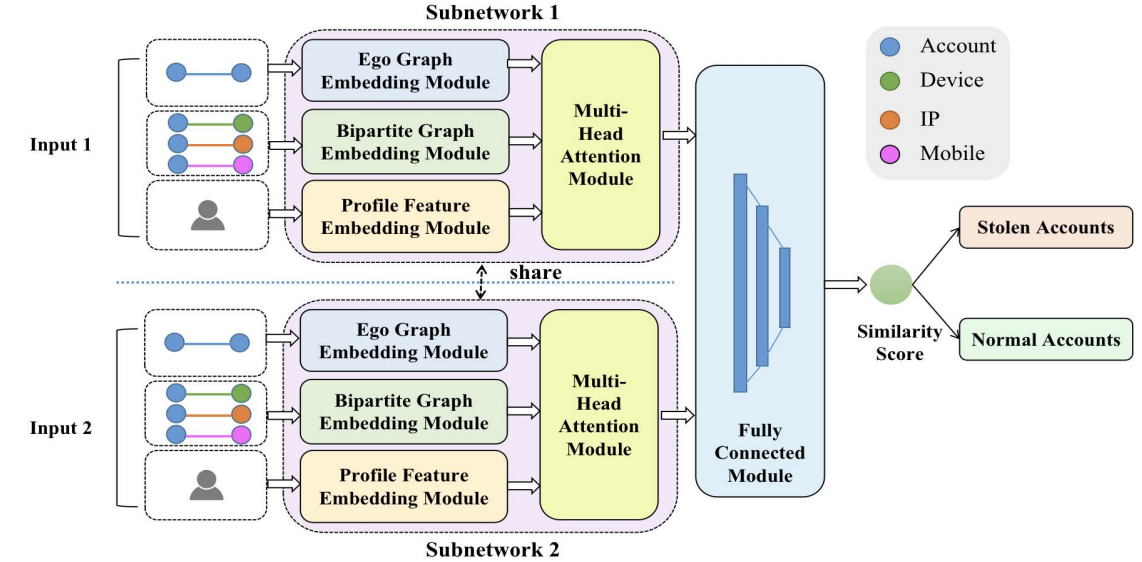 Subnetwork 1
Input 1
Ego Graph
Embedding Module
Bipartite Graph
Embedding Module
Profile Feature
Embedding Module
Multi-
Head
Attention
Module
share
Input 2
Ego Graph
Embedding Module
Bipartite Graph
Embedding Module
Profile Feature
Embedding Module
Multi-
Head
Attention
Module
Subnetwork 2
Fully
Connected
Module
Account
Device
IP
Mobile
Similarity
Score
Stolen Accounts
Normal Accounts